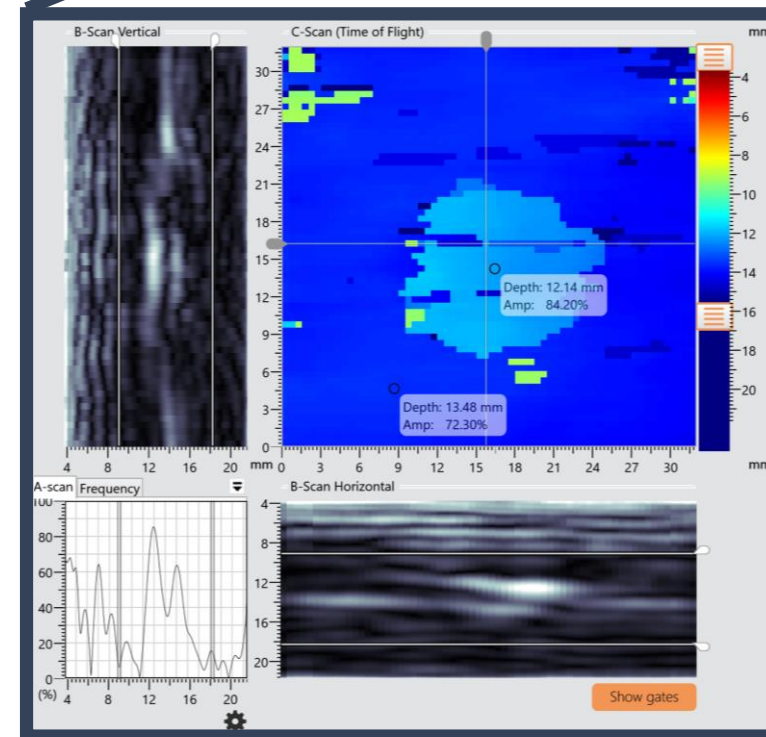 B-Scan Vertical
C-Scan (Time of Flight)
mm
30
27
24
21
18
15
12
9
6
3
0
4
6
8
10
12
14
16
18
20
Depth: 12.14 mm
Amp: 84.20%
Depth: 13.48 mm
Amp: 72.30%
4 8 12 16 20 mm
0 3 6 9 12 15 18 21 24 27 30 mm
A-scan Frequency
B-Scan Horizontal
100
80
60
40
20
0
(%) 4 8 12 16 20
4
8
12
16
20
Show gates